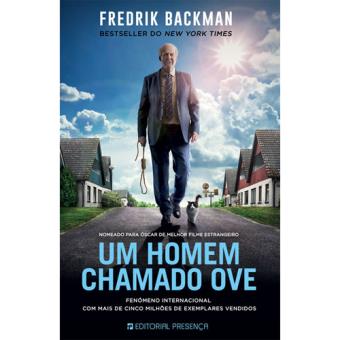 FREDRIK BACKMAN
BESTSELLER DO NEW YORK TIMES
NOMEADO PARA ÓSCAR DE MELHOR FILME ESTRANGEIRO
UM HOMEM
CHAMADO OVE
FENÓMENO INTERNACIONAL
COM MAIS DE CINCO MILHÕES DE EXEMPLARES VENDIDOS
EDITORIAL PRESENÇA